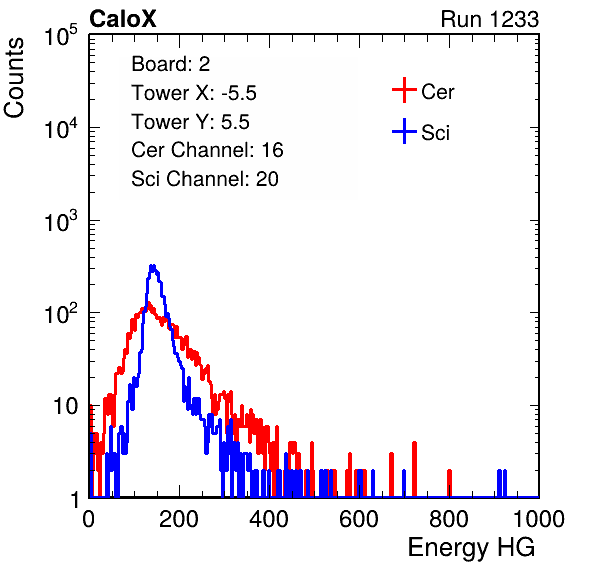 CaloX Run 1233
Counts
Board: 2
Tower X: -5.5
Tower Y: 5.5
Cer Channel: 16
Sci Channel: 20
Cer
Sci
10^5
10^4
10^3
10^2
10
1
0 200 400 600 800 1000
Energy HG